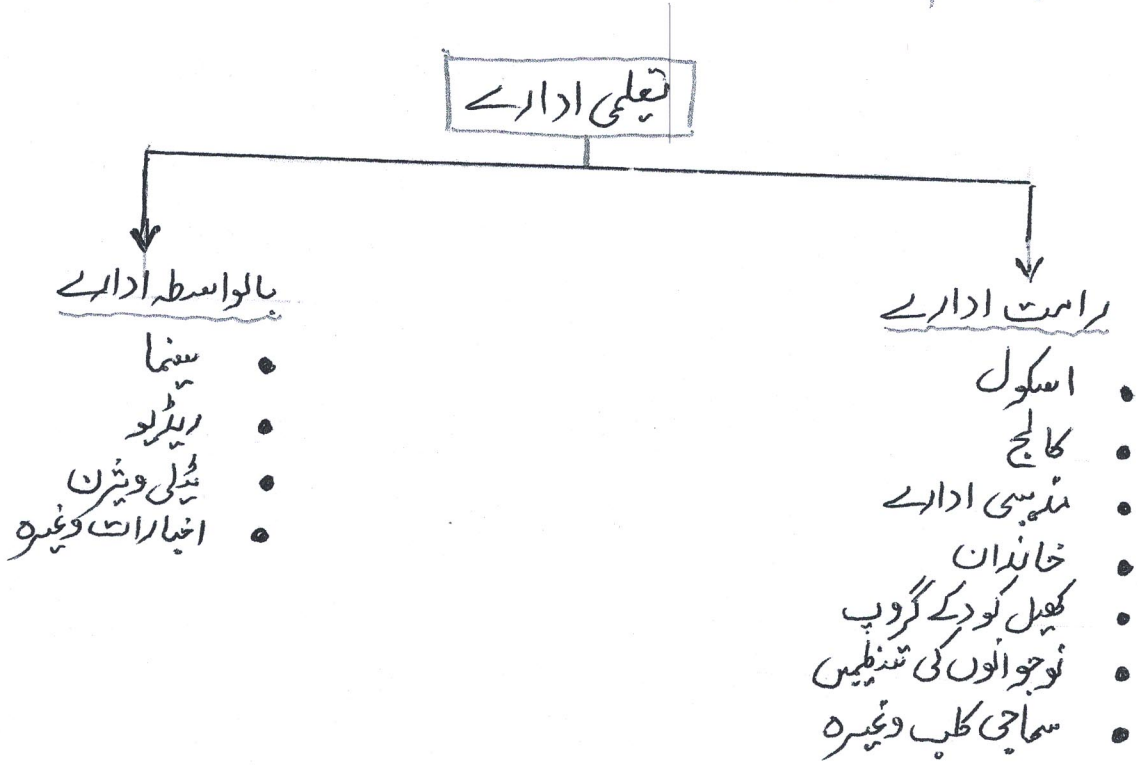 تعلمی ادارے
راست ادارے
اسکول
کالج
مذہبی ادارے
خاندان
کھیل کود کے گروپ
نوجوانوں کی تنظیمیں
سماجی کلب وغیرہ
بالواسطہ ادارے
سینما
ریڈیو
ٹیلی ویژن
اخبارات وغیرہ